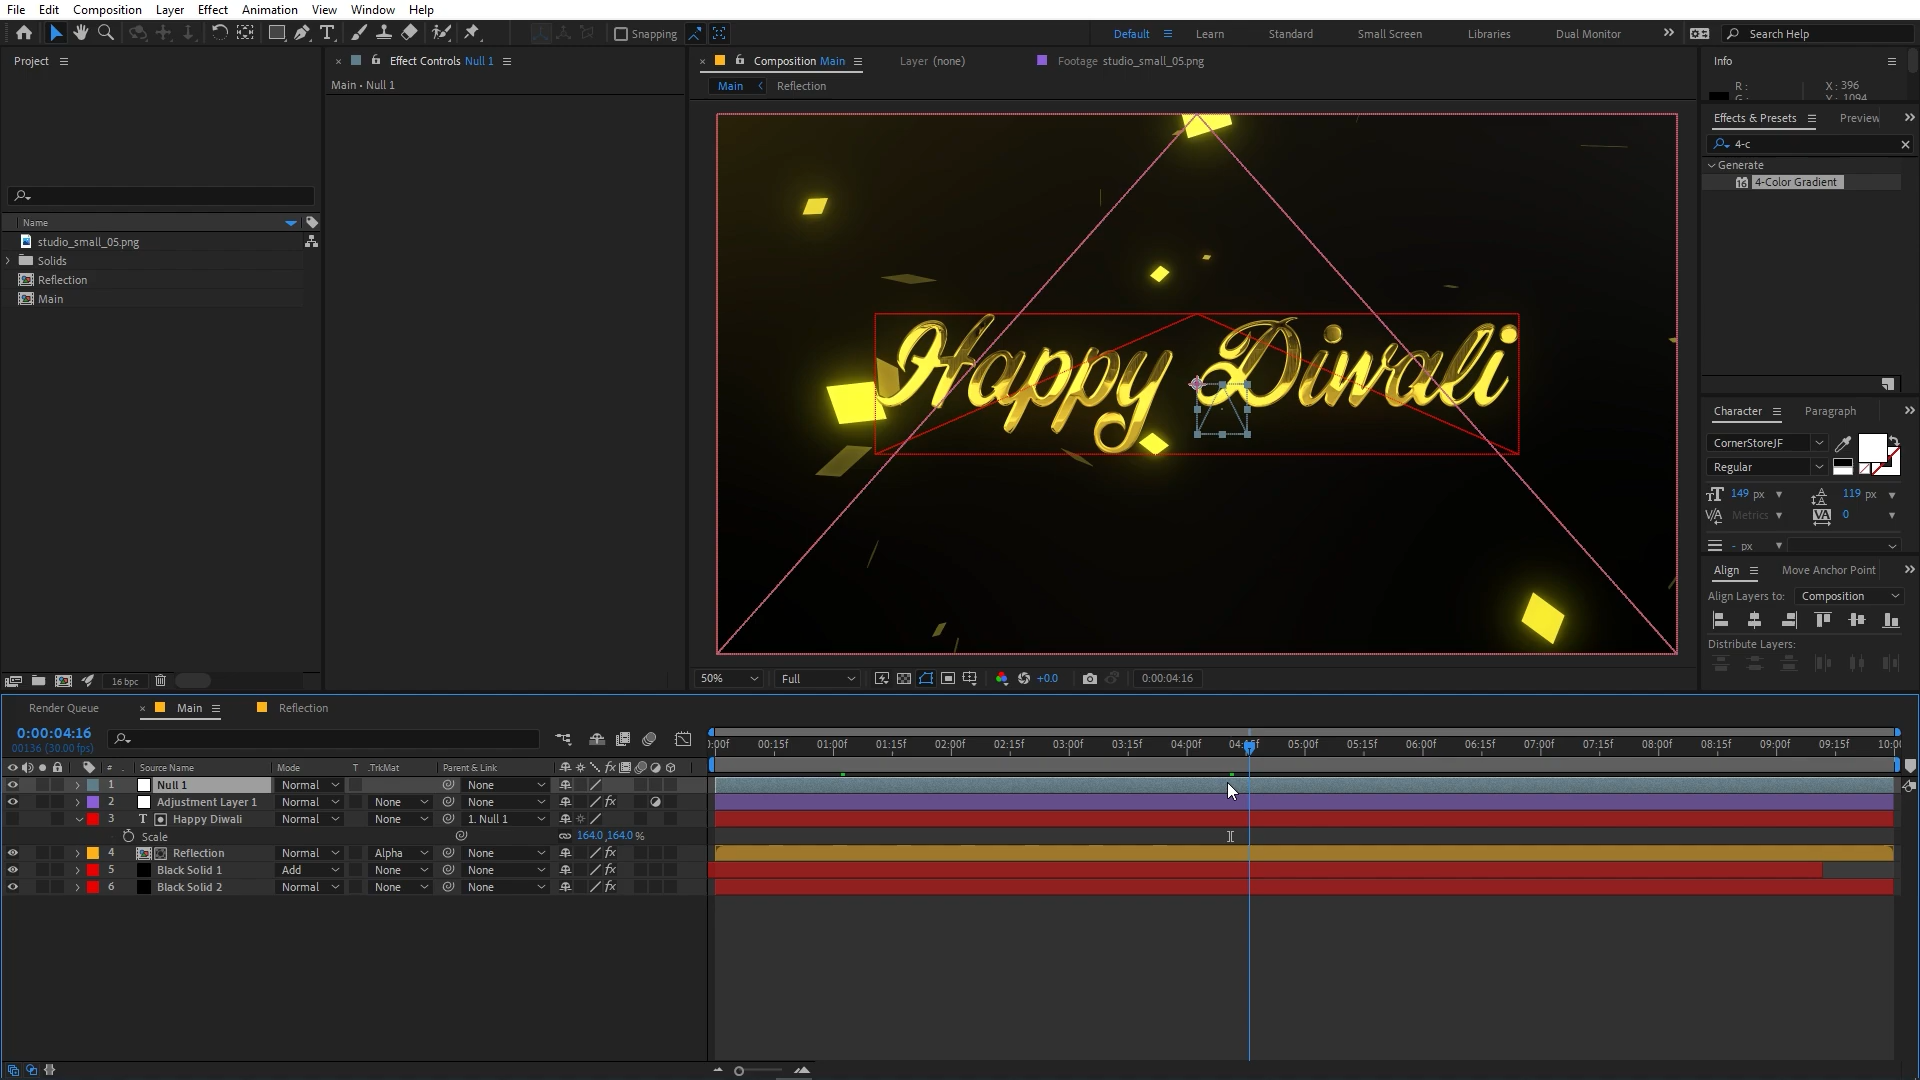 File Edit Composition Layer Effect Animation View Window Help
Snapping Default Learn Standard Small Screen Libraries Dual Monitor Search Help
Project Effect Controls Null 1 Composition Main Layer (none) Footage studio_small_05.png Info
Main • Null 1 Main Reflection
R : X : 396
G : Y : 1094
Effects & Presets Preview
4-c
Generate
4-Color Gradient
Name
studio_small_05.png
Solids
Reflection
Main
Happy Diwali
Character Paragraph
CornerStoreJF
Regular
149 px 119 px
Metrics 0
- px
Align Move Anchor Point
Align Layers to: Composition
Distribute Layers:
16 bpc
50% Full +0.0 0:00:04:16
Render Queue Main Reflection
0:00:04:16
00136 (30.00 fps)
:00f 00:15f 01:00f 01:15f 02:00f 02:15f 03:00f 03:15f 04:00f 05:00f 05:15f 06:00f 06:15f 07:00f 07:15f 08:00f 08:15f 09:00f 09:15f 10:00
# Source Name Mode T .TrkMat Parent & Link fx
1 Null 1 Normal None
2 Adjustment Layer 1 Normal None None fx
3 T Happy Diwali Normal None 1. Null 1
Scale 164.0,164.0 %
4 Reflection Normal Alpha None fx
5 Black Solid 1 Add None None fx
6 Black Solid 2 Normal None None fx